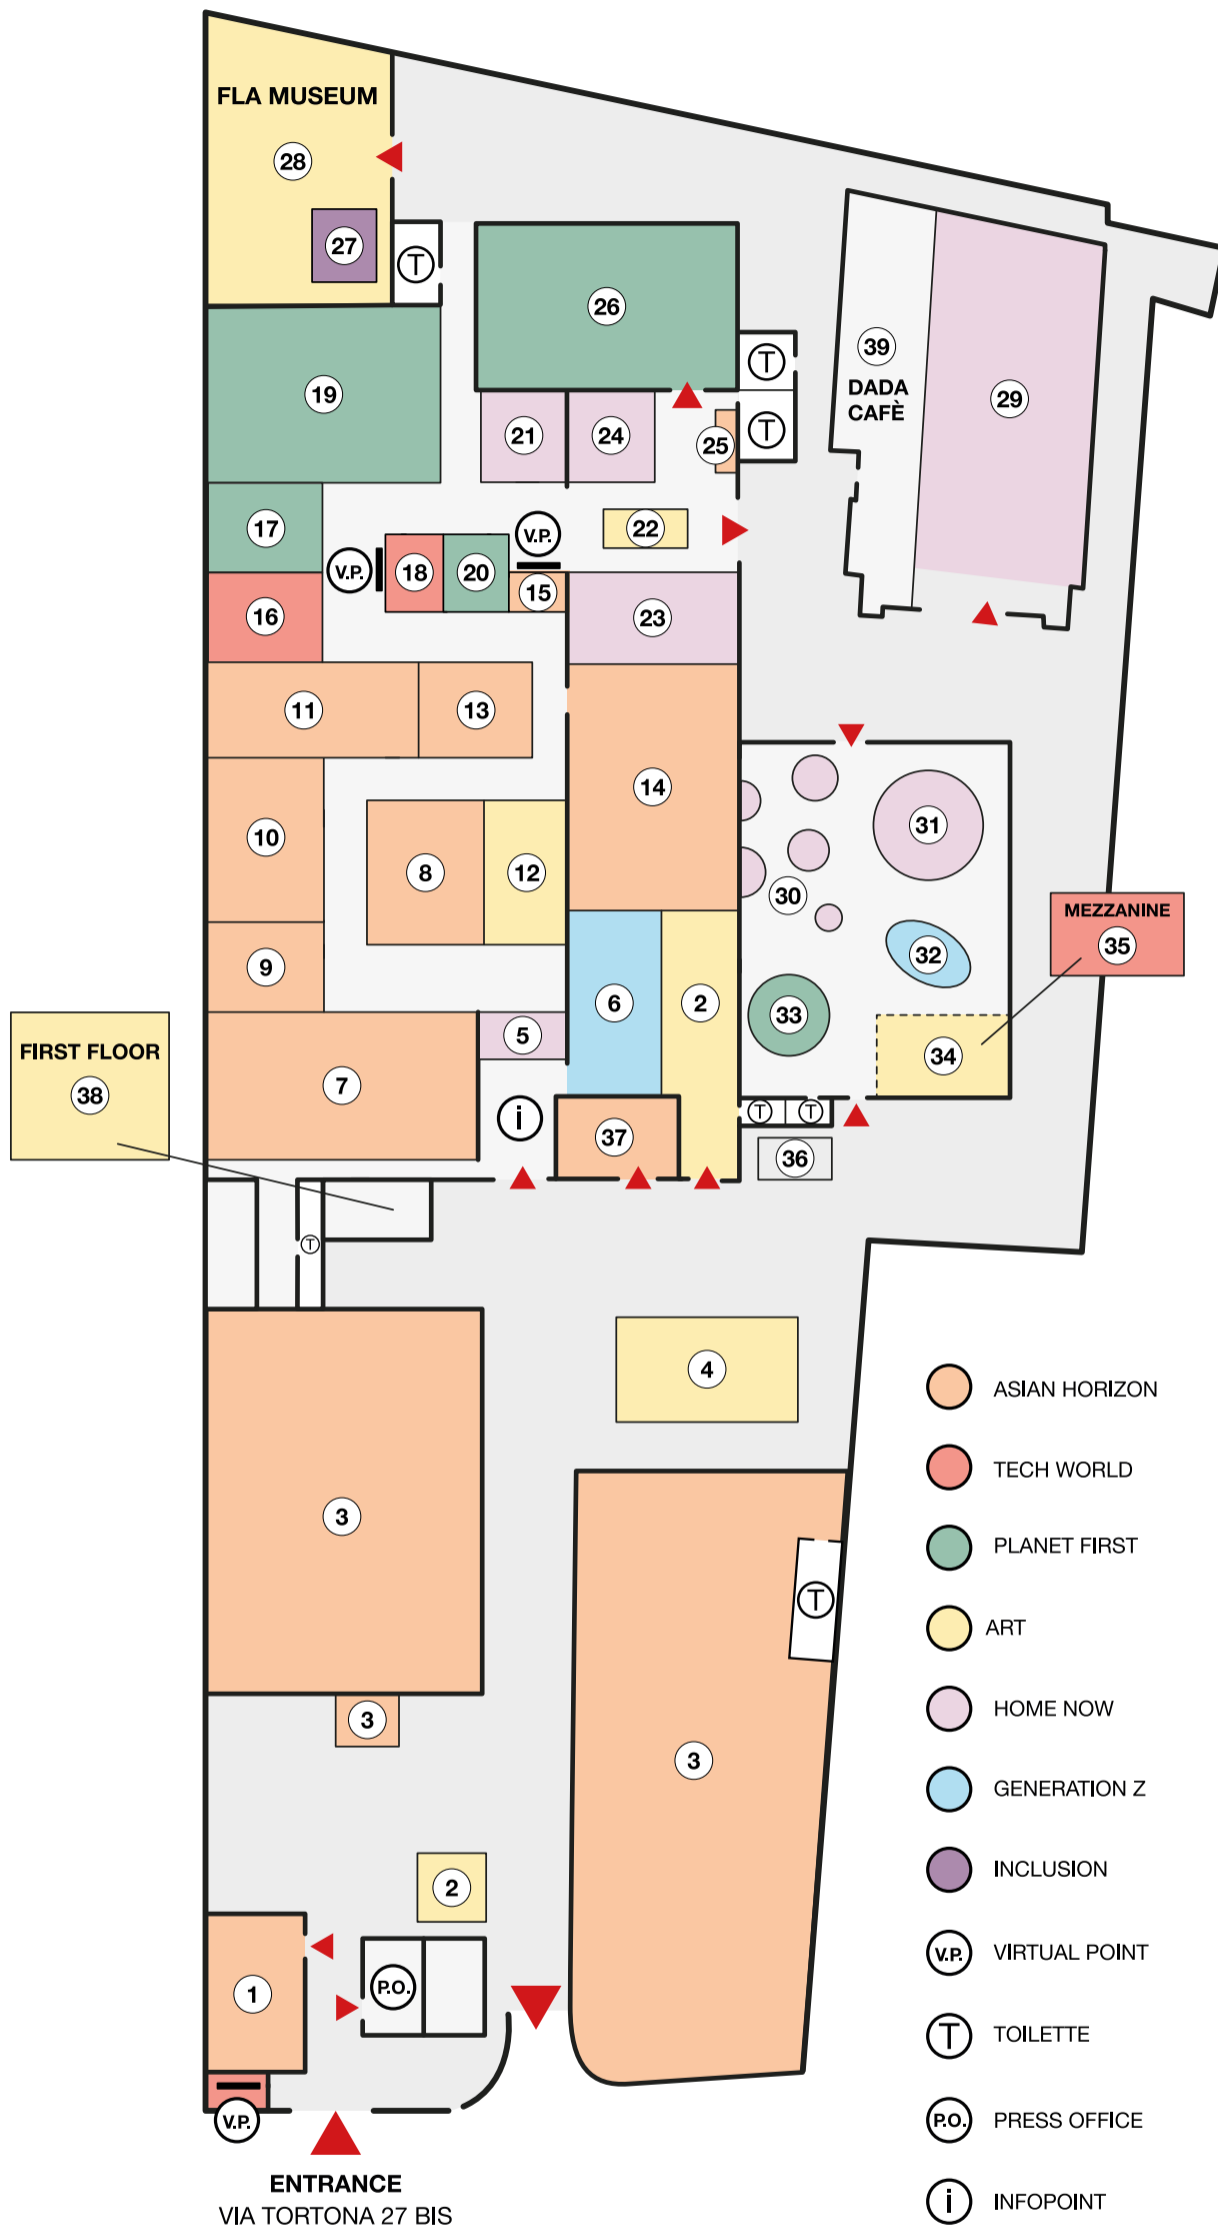 FLA MUSEUM
28
27
T
26
19
39
DADA
CAFÈ
29
T
21
24
25
T
17
V.P.
22
V.P.
18
20
15
16
23
11
13
14
31
10
8
12
30
MEZZANINE
35
9
32
6
2
33
5
FIRST FLOOR
38
7
34
i
37
T
T
36
T
4
3
T
3
3
2
1
P.O.
V.P.
ENTRANCE
VIA TORTONA 27 BIS
ASIAN HORIZON
TECH WORLD
PLANET FIRST
ART
HOME NOW
GENERATION Z
INCLUSION
V.P. VIRTUAL POINT
T TOILETTE
P.O. PRESS OFFICE
i INFOPOINT